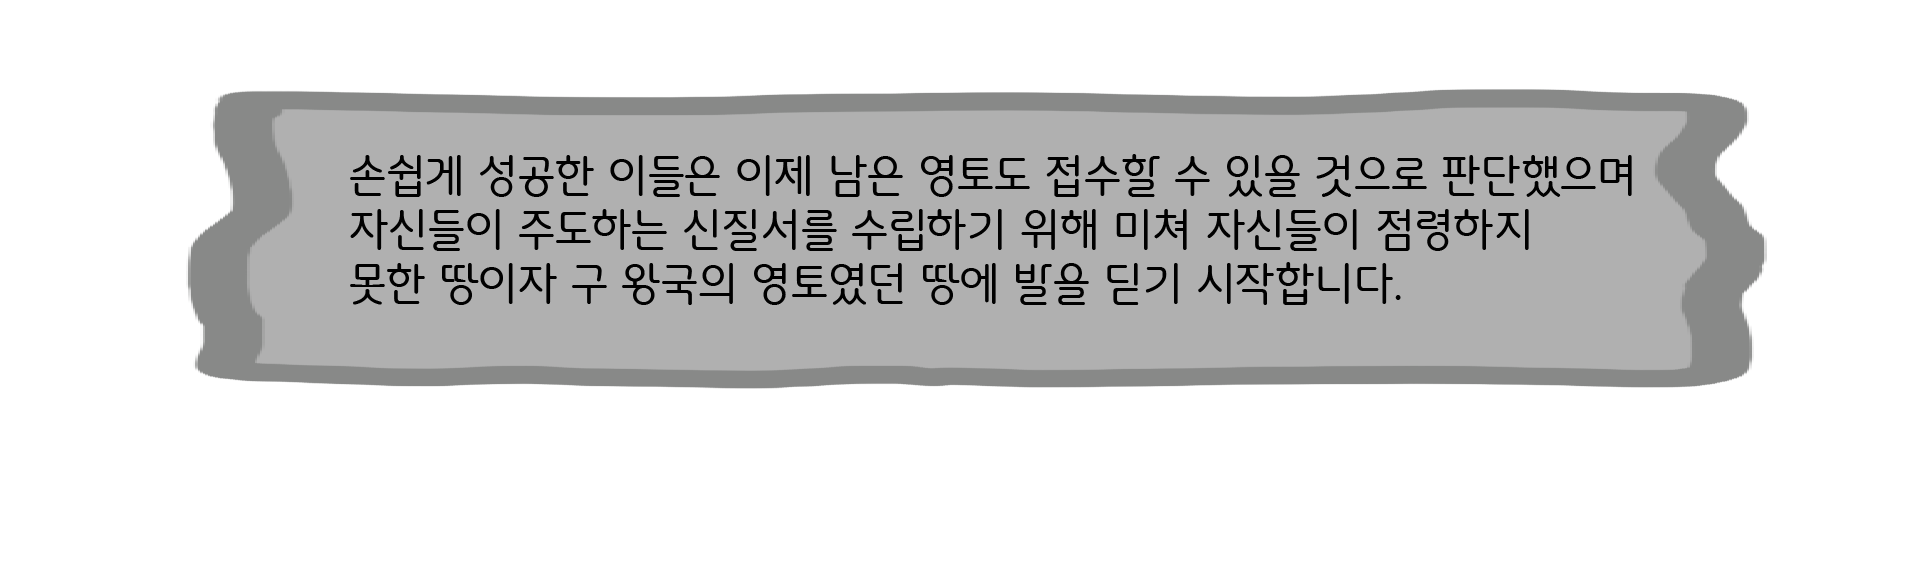 손쉽게 성공한 이들은 이제 남은 영토도 접수할 수 있을 것으로 판단했으며
자신들이 주도하는 신질서를 수립하기 위해 미쳐 자신들이 점령하지
못한 땅이자 구 왕국의 영토였던 땅에 발을 딛기 시작합니다.